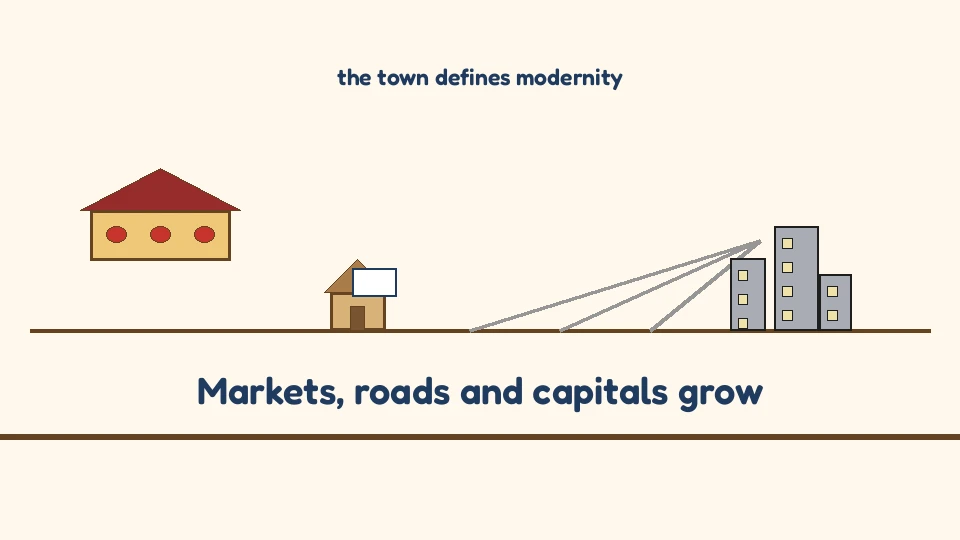 the town defines modernity
Markets, roads and capitals grow